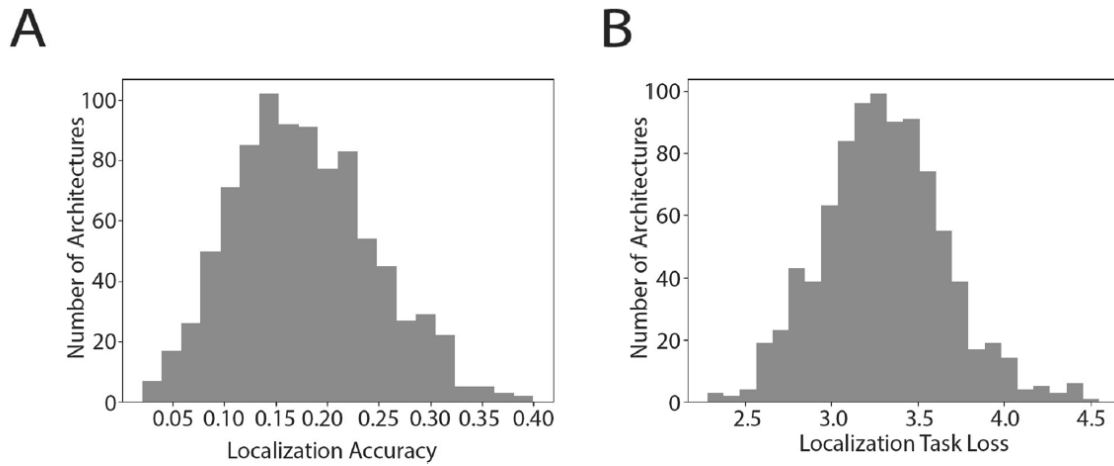 A
B
Number of Architectures
100
80
60
40
20
0
0.05 0.10 0.15 0.20 0.25 0.30 0.35 0.40
Localization Accuracy
Number of Architectures
100
80
60
40
20
0
2.5 3.0 3.5 4.0 4.5
Localization Task Loss